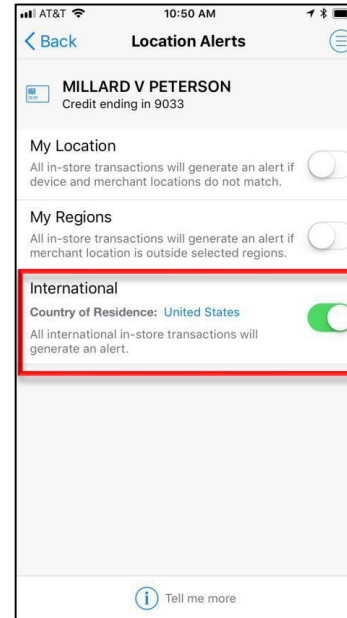 AT&T 10:50 AM
Back Location Alerts
MILLARD V PETERSON
Credit ending in 9033
My Location
All in-store transactions will generate an alert if
device and merchant locations do not match.
My Regions
All in-store transactions will generate an alert if
merchant location is outside selected regions.
International
Country of Residence: United States
All international in-store transactions will
generate an alert.
Tell me more